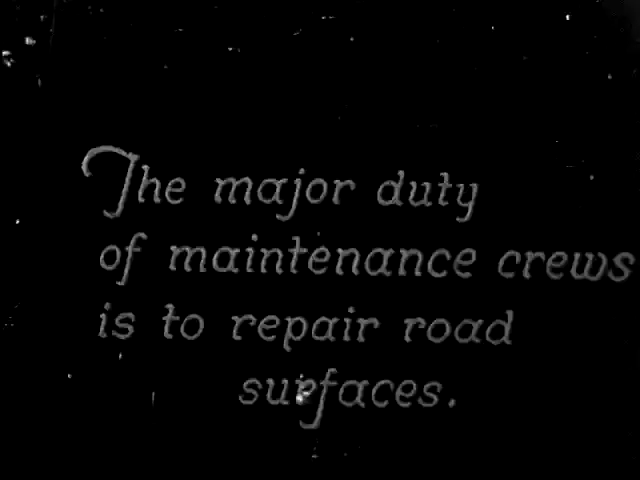 The major duty
of maintenance crews
is to repair road
surfaces.